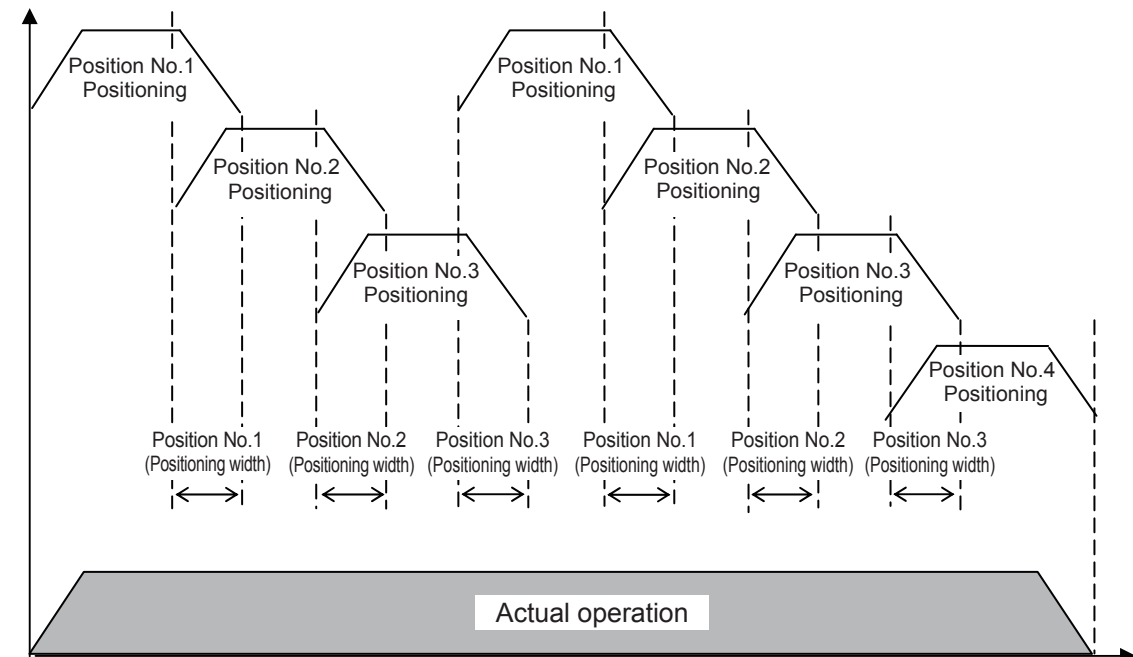 Position No.1
Positioning
Position No.1
Positioning
Position No.2
Positioning
Position No.2
Positioning
Position No.3
Positioning
Position No.3
Positioning
Position No.4
Positioning
Position No.1
(Positioning width)
Position No.2
(Positioning width)
Position No.3
(Positioning width)
Position No.1
(Positioning width)
Position No.2
(Positioning width)
Position No.3
(Positioning width)
Actual operation